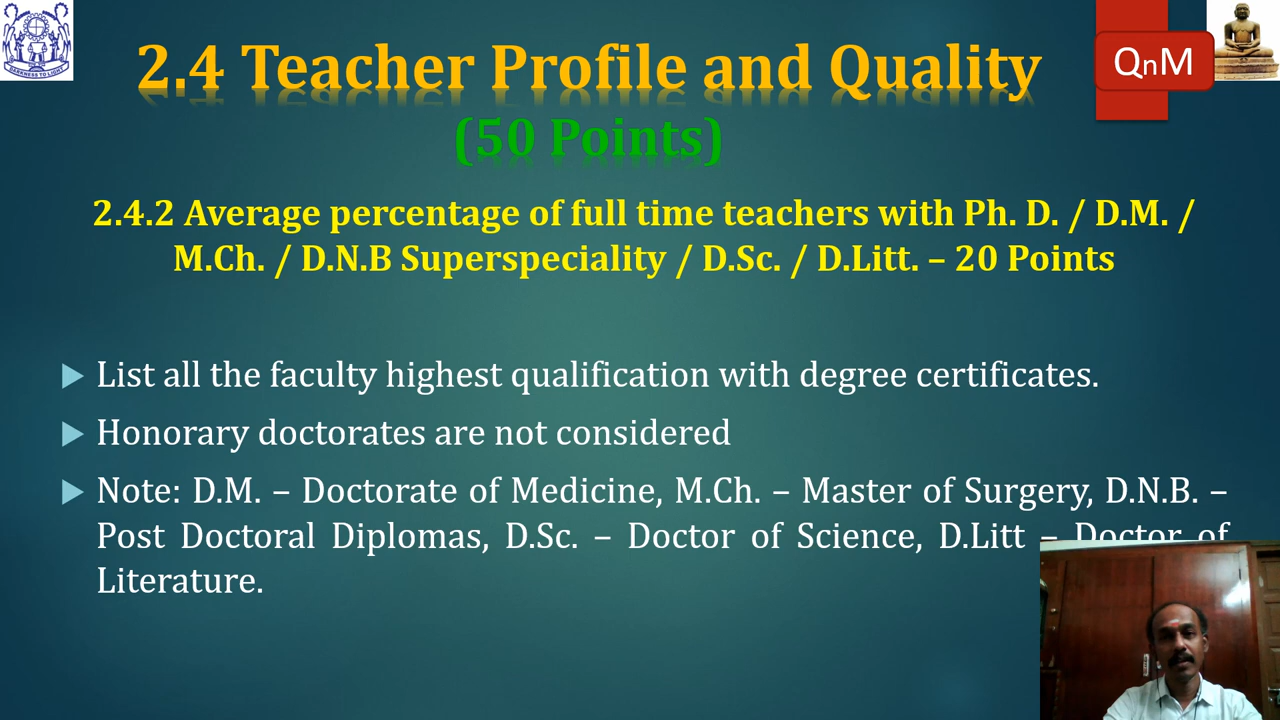 2.4 Teacher Profile and Quality
QnM
(50 Points)
2.4.2 Average percentage of full time teachers with Ph. D. / D.M. /
M.Ch. / D.N.B Superspeciality / D.Sc. / D.Litt. – 20 Points
List all the faculty highest qualification with degree certificates.
Honorary doctorates are not considered
Note: D.M. – Doctorate of Medicine, M.Ch. – Master of Surgery, D.N.B. –
Post Doctoral Diplomas, D.Sc. – Doctor of Science, D.Litt – Doctor of
Literature.